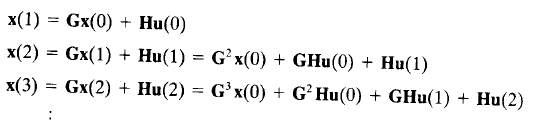 x(1) = Gx(0) + Hu(0)
x(2) = Gx(1) + Hu(1) = G²x(0) + GHu(0) + Hu(1)
x(3) = Gx(2) + Hu(2) = G³x(0) + G²Hu(0) + GHu(1) + Hu(2)
⋮